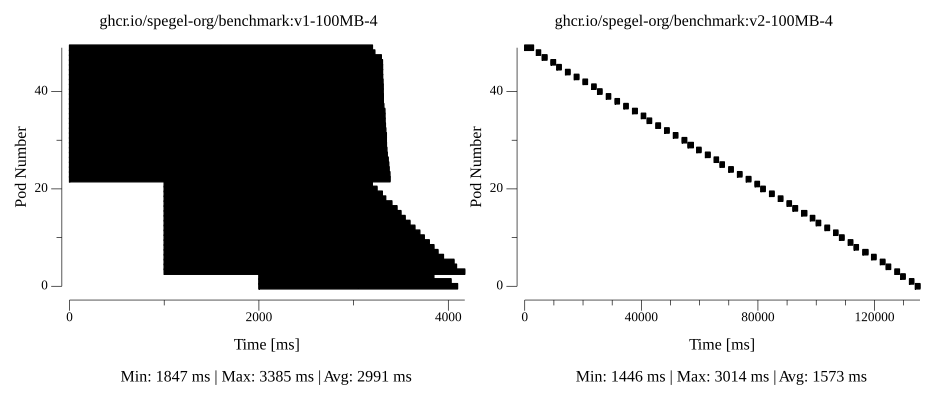 ghcr.io/spegel-org/benchmark:v1-100MB-4
40
20
0
Pod Number
0 2000 4000
Time [ms]
Min: 1847 ms | Max: 3385 ms | Avg: 2991 ms
ghcr.io/spegel-org/benchmark:v2-100MB-4
40
20
0
Pod Number
0 40000 80000 120000
Time [ms]
Min: 1446 ms | Max: 3014 ms | Avg: 1573 ms